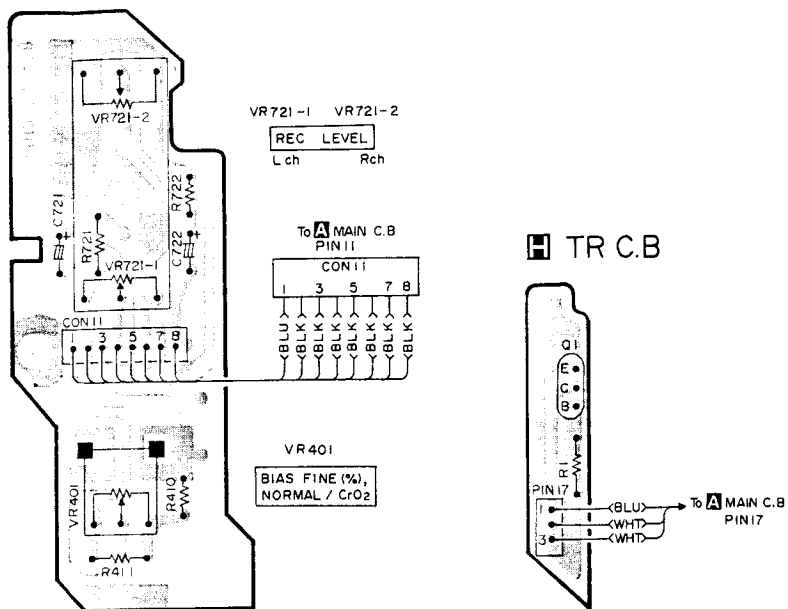 VR721-2
VR721-1 VR721-2
REC LEVEL
L ch Rch
C721
R721
R722
C722
VR721-1
To A MAIN C.B
PIN11
CON11
1 3 5 7 8
BLU BLK BLK BLK BLK BLK BLK BLK
CON11
1 3 5 7 8
VR401
BIAS FINE (%),
NORMAL / CrO2
VR401
R410
R411
H TR C.B
Q1
E
C
B
R1
PIN17
1 BLU
WHT
3 WHT
To A MAIN C.B
PIN17